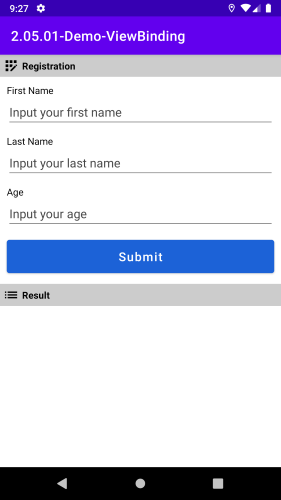 9:27
2.05.01-Demo-ViewBinding
Registration
First Name
Input your first name
Last Name
Input your last name
Age
Input your age
Submit
Result